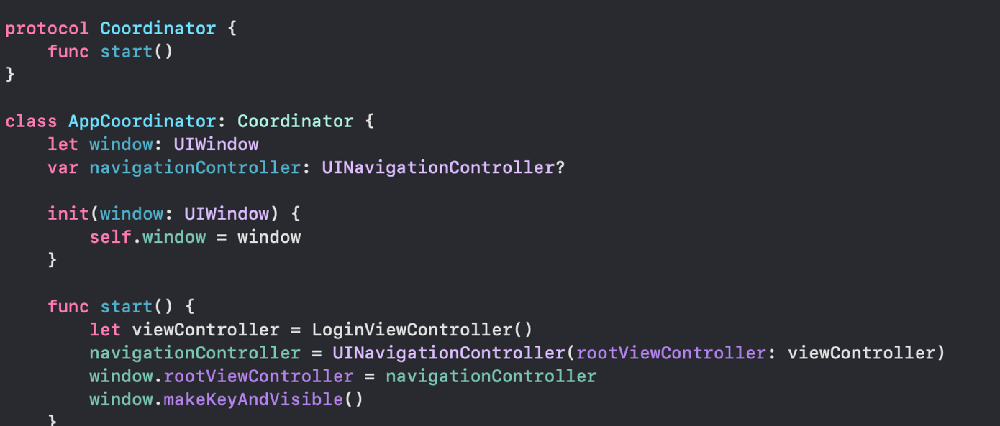 protocol Coordinator {
    func start()
}

class AppCoordinator: Coordinator {
    let window: UIWindow
    var navigationController: UINavigationController?

    init(window: UIWindow) {
        self.window = window
    }

    func start() {
        let viewController = LoginViewController()
        navigationController = UINavigationController(rootViewController: viewController)
        window.rootViewController = navigationController
        window.makeKeyAndVisible()
    }